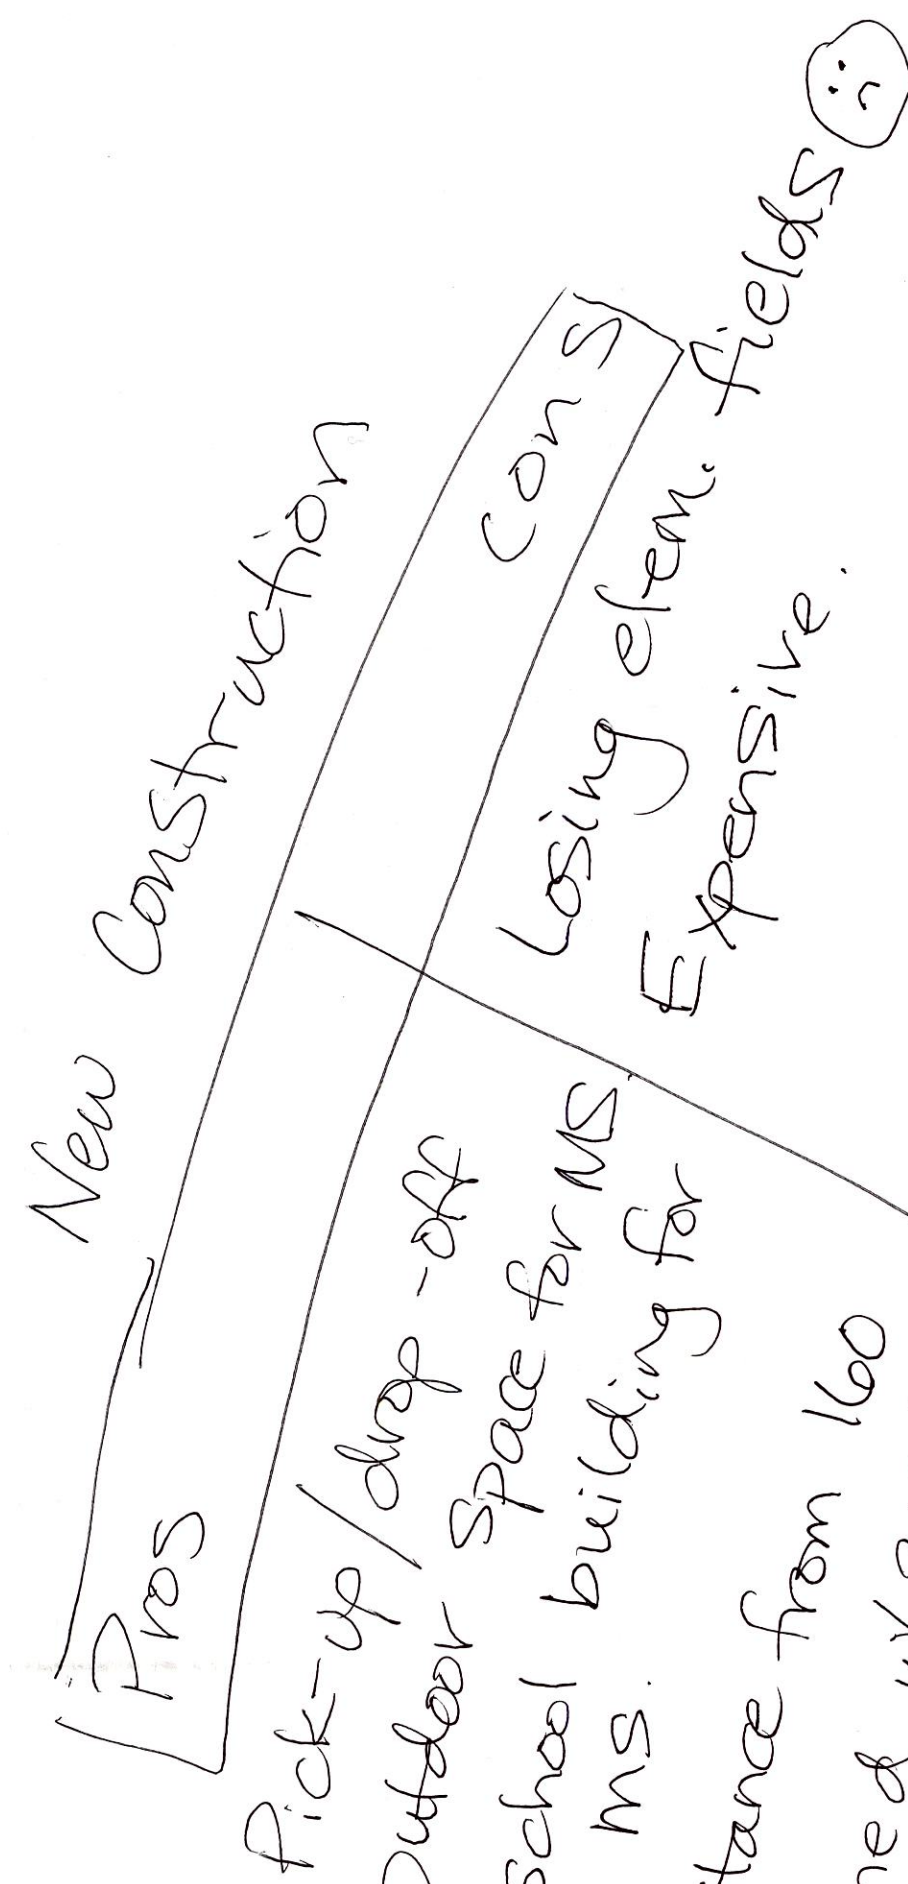 New Construction
Pros Cons
Pick-up/drop-off
Outdoor space for MS
School building for
MS.
from 160
Losing elem. fields
Expensive.